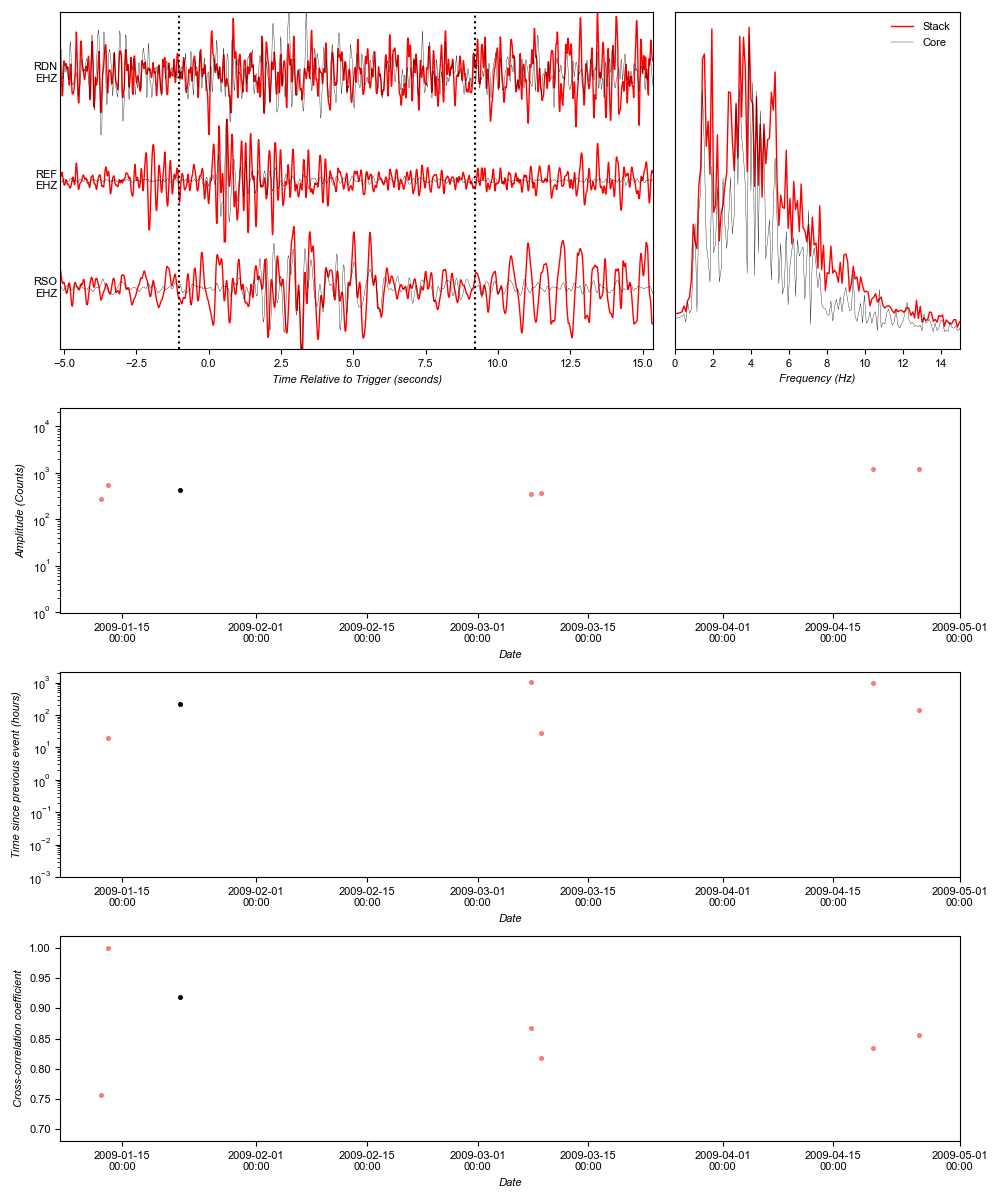 RDN
EHZ
REF
EHZ
RSO
EHZ
−5.0 −2.5 0.0 2.5 5.0 7.5 10.0 12.5 15.0
Time Relative to Trigger (seconds)
Stack
Core
0 2 4 6 8 10 12 14
Frequency (Hz)
10⁴
10³
10²
10¹
10⁰
Amplitude (Counts)
2009-01-15 2009-02-01 2009-02-15 2009-03-01 2009-03-15 2009-04-01 2009-04-15 2009-05-01
00:00 00:00 00:00 00:00 00:00 00:00 00:00 00:00
Date
10³
10²
10¹
10⁰
10⁻¹
10⁻²
10⁻³
Time since previous event (hours)
2009-01-15 2009-02-01 2009-02-15 2009-03-01 2009-03-15 2009-04-01 2009-04-15 2009-05-01
00:00 00:00 00:00 00:00 00:00 00:00 00:00 00:00
Date
1.00
0.95
0.90
0.85
0.80
0.75
0.70
Cross-correlation coefficient
2009-01-15 2009-02-01 2009-02-15 2009-03-01 2009-03-15 2009-04-01 2009-04-15 2009-05-01
00:00 00:00 00:00 00:00 00:00 00:00 00:00 00:00
Date